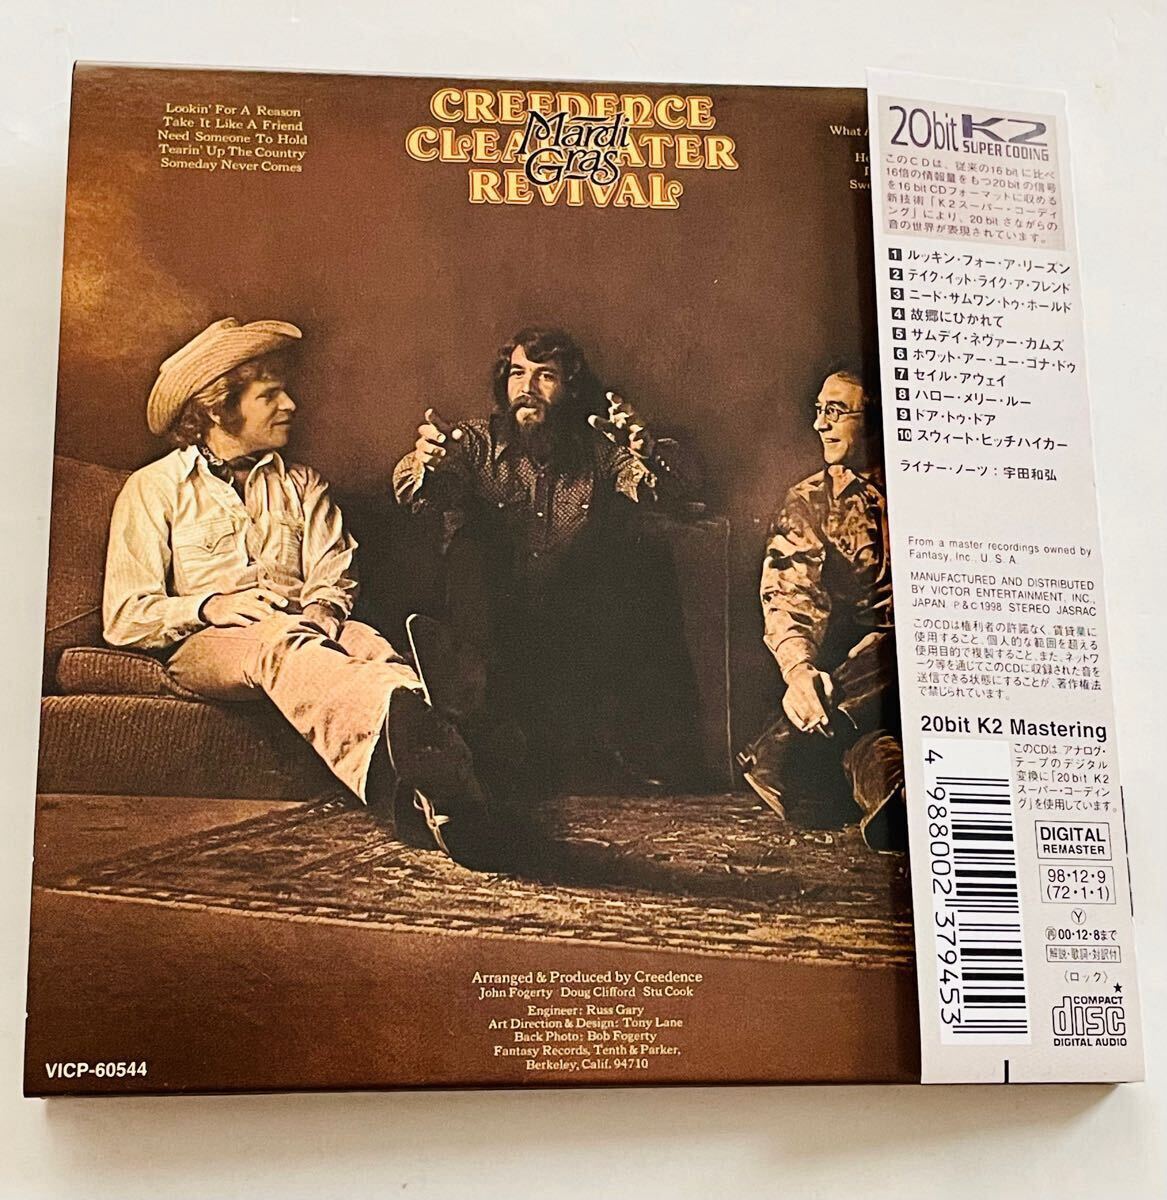 Lookin' For A Reason
Take It Like A Friend
Need Someone To Hold
Tearin' Up The Country
Someday Never Comes
CREEDENCE
CLEARWATER
REVIVAL
Mardi
Gras
What
Sw
Arranged & Produced by Creedence
John Fogerty Doug Clifford Stu Cook
Engineer: Russ Gary
Art Direction & Design: Tony Lane
Back Photo: Bob Fogerty
Fantasy Records, Tenth & Parker,
Berkeley, Calif. 94710
VICP-60544
20bit K2
SUPER CODING
このCDは、従来の16bitに比べ
16倍の情報量をもつ20bitの信号
を16bit CDフォーマットに収める
新技術「K2スーパー・コーディ
ング」により、20bitさながらの
音の世界が表現されています。
1 ルッキン・フォー・ア・リーズン
2 テイク・イット・ライク・ア・フレンド
3 ニード・サムワン・トゥ・ホールド
4 故郷にひかれて
5 サムデイ・ネヴァー・カムズ
6 ホワット・アー・ユー・ゴナ・ドゥ
7 セイル・アウェイ
8 ハロー・メリー・ルー
9 ドア・トゥ・ドア
10 スウィート・ヒッチハイカー
ライナー・ノーツ：宇田和弘
From a master recordings owned by
Fantasy, Inc., U. S. A.
MANUFACTURED AND DISTRIBUTED
BY VICTOR ENTERTAINMENT, INC.,
JAPAN. P & C 1998 STEREO JASRAC
このCDは権利者の許諾なく、賃貸業に
使用すること、個人的な範囲を超える
使用目的で複製すること、また、ネットワ
ーク等を通じてこのCDに収録された音を
送信できる状態にすることが、著作権法
で禁じられています。
20bit K2 Mastering
このCDは、アナログ・
テープのデジタル
変換に「20bit K2
スーパー・コーディン
グ」を使用しています。
4 988002 379453
DIGITAL
REMASTER
98・12・9
(72・1・1)
Y
再00・12・8まで
解説・歌詞・対訳付
〈ロック〉
COMPACT
disc
DIGITAL AUDIO